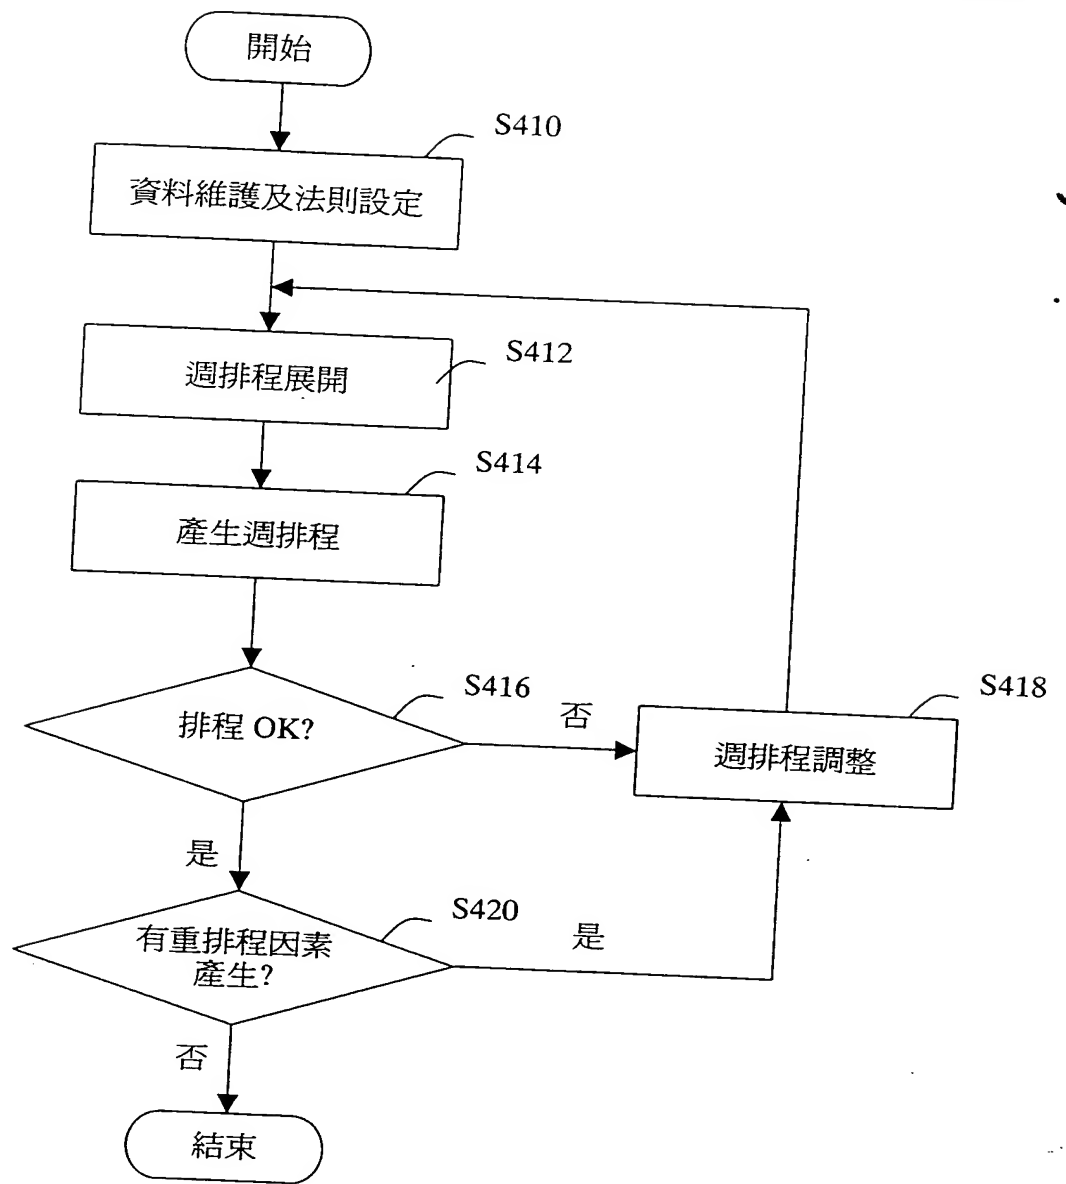 開始
S410
資料維護及法則設定
S412
週排程展開
S414
產生週排程
S416
排程 OK?
否
S418
週排程調整
是
S420
有重排程因素
產生?
是
否
結束